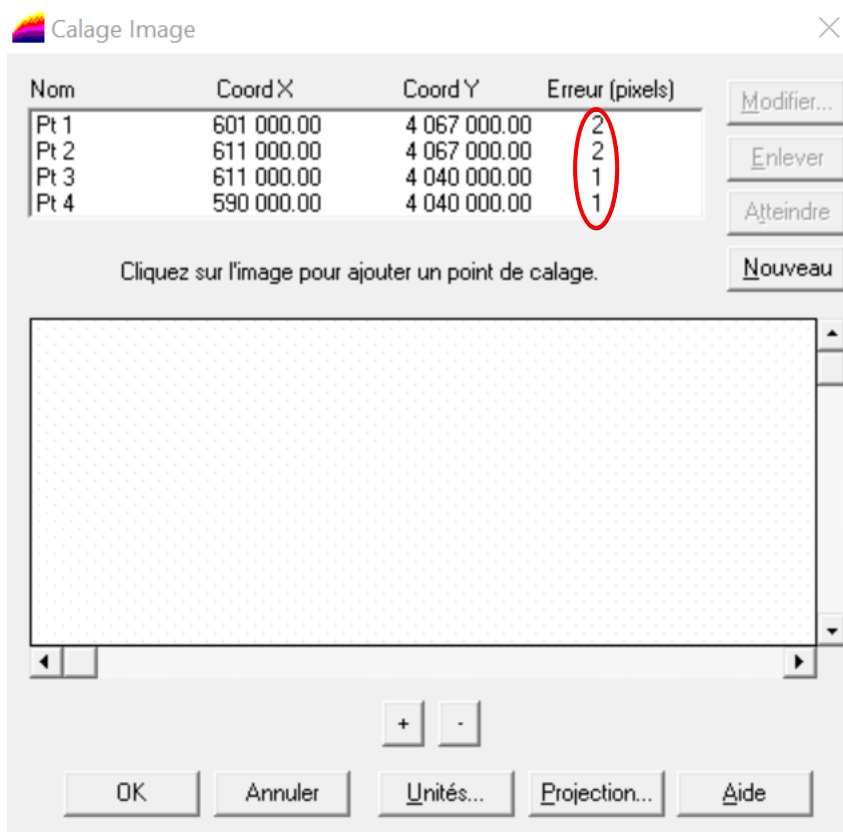 Calage Image
Nom Coord X Coord Y Erreur (pixels)
Pt 1 601 000.00 4 067 000.00 2
Pt 2 611 000.00 4 067 000.00 2
Pt 3 611 000.00 4 040 000.00 1
Pt 4 590 000.00 4 040 000.00 1
Modifier...
Enlever
Atteindre
Nouveau
Cliquez sur l'image pour ajouter un point de calage.
+ -
OK Annuler Unités... Projection... Aide